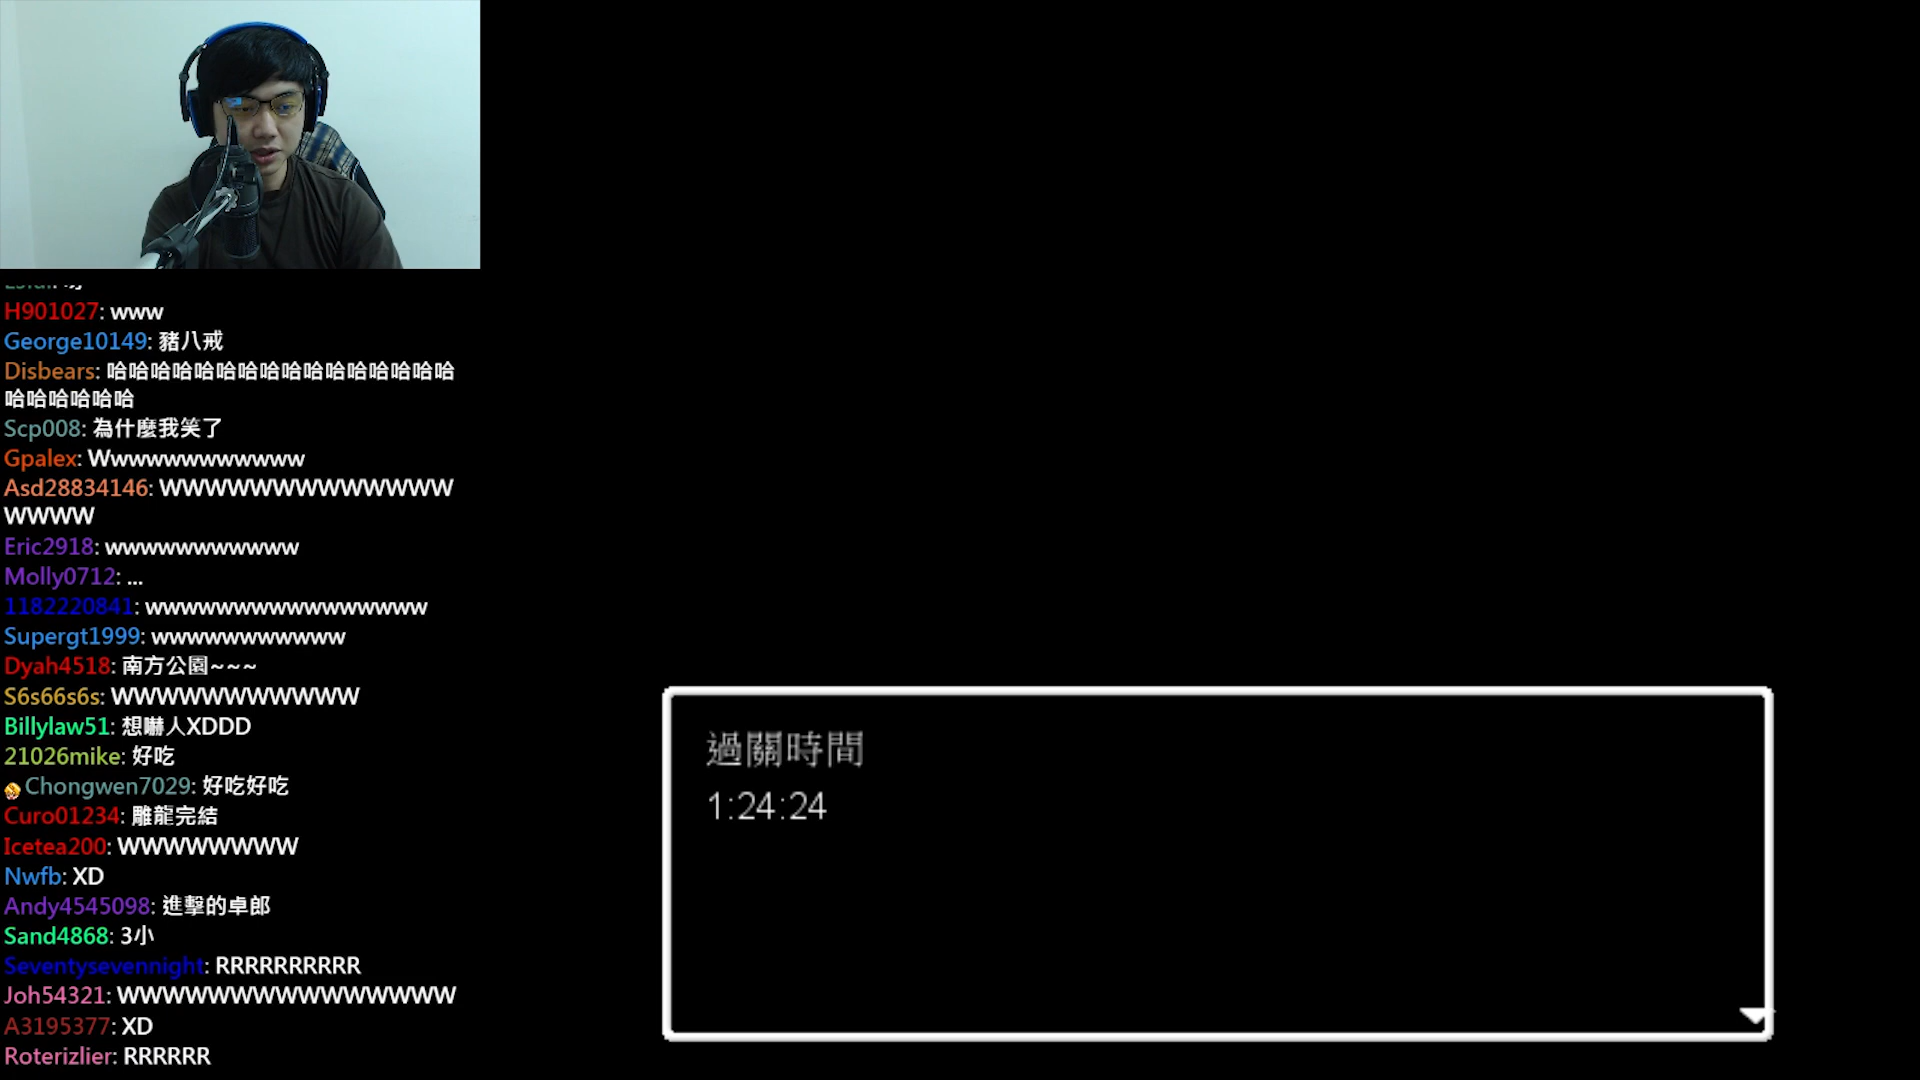 H901027: www
George10149: 豬八戒
Disbears: 哈哈哈哈哈哈哈哈哈哈哈哈哈哈哈哈
哈哈哈哈哈哈
Scp008: 為什麼我笑了
Gpalex: Wwwwwwwwwwww
Asd28834146: WWWWWWWWWWWWW
WWWW
Eric2918: wwwwwwwwwww
Molly0712: ...
1182220841: wwwwwwwwwwwwwwww
Supergt1999: wwwwwwwwwww
Dyah4518: 南方公園~~~
S6s66s6s: WWWWWWWWWWW
Billylaw51: 想嚇人XDDD
21026mike: 好吃
Chongwen7029: 好吃好吃
Curo01234: 雕龍完結
Icetea200: WWWWWWWW
Nwfb: XD
Andy4545098: 進擊的卓郎
Sand4868: 3小
Seventysevennight: RRRRRRRRRR
Joh54321: WWWWWWWWWWWWWWW
A3195377: XD
Roterizlier: RRRRRR
過關時間
1:24:24